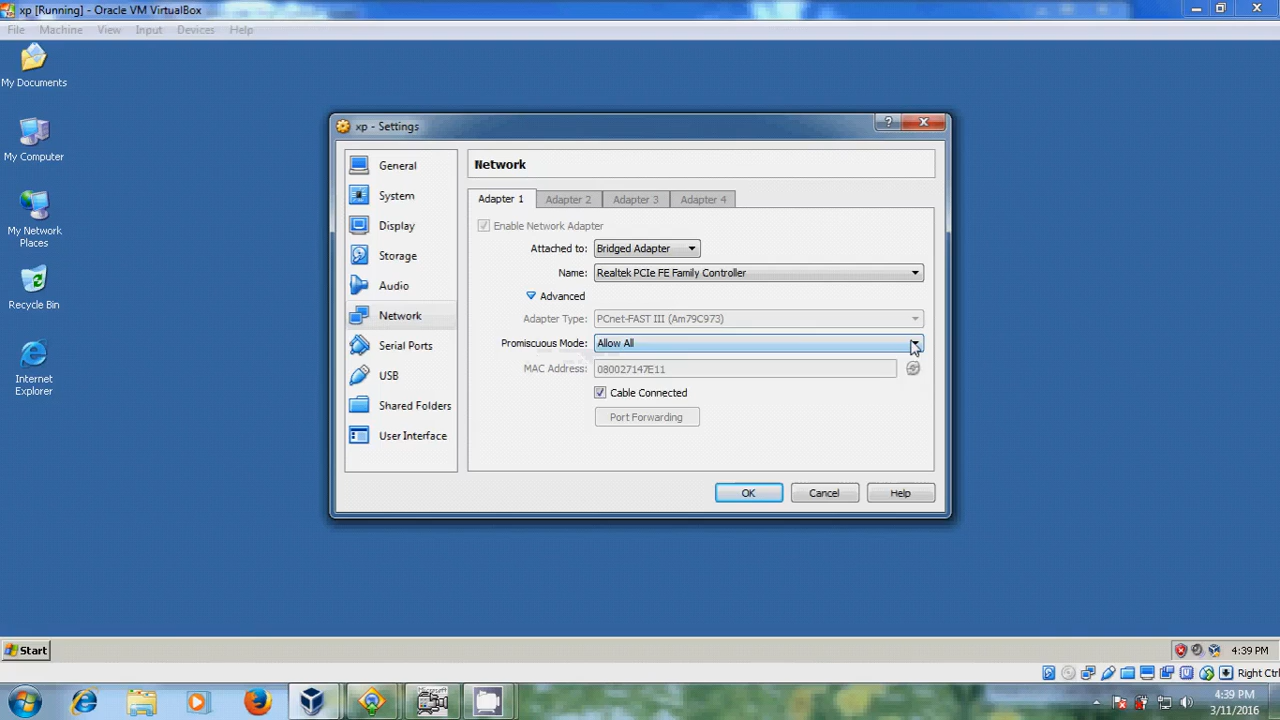 xp [Running] - Oracle VM VirtualBox
File Machine View Input Devices Help
My Documents
My Computer
My Network
Places
Recycle Bin
Internet
Explorer
xp - Settings
?
General
System
Display
Storage
Audio
Network
Serial Ports
USB
Shared Folders
User Interface
Network
Adapter 1 Adapter 2 Adapter 3 Adapter 4
Enable Network Adapter
Attached to: Bridged Adapter
Name: Realtek PCIe FE Family Controller
Advanced
Adapter Type: PCnet-FAST III (Am79C973)
Promiscuous Mode: Allow All
MAC Address: 080027147E11
Cable Connected
Port Forwarding
OK Cancel Help
Start 4:39 PM
Right Ctrl
4:39 PM
3/11/2016